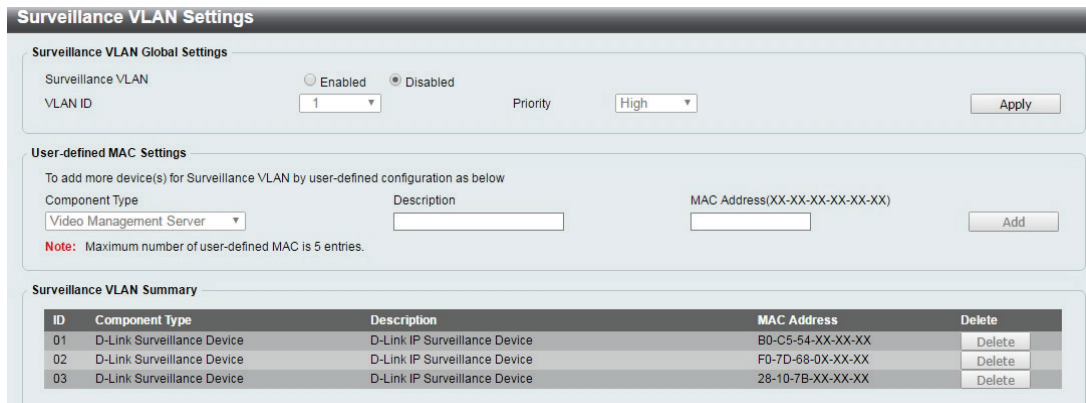 Surveillance VLAN Settings
Surveillance VLAN Global Settings
Surveillance VLAN Enabled Disabled
VLAN ID 1 Priority High Apply
User-defined MAC Settings
To add more device(s) for Surveillance VLAN by user-defined configuration as below
Component Type Description MAC Address(XX-XX-XX-XX-XX-XX)
Video Management Server Add
Note: Maximum number of user-defined MAC is 5 entries.
Surveillance VLAN Summary
ID Component Type Description MAC Address Delete
01 D-Link Surveillance Device D-Link IP Surveillance Device B0-C5-54-XX-XX-XX Delete
02 D-Link Surveillance Device D-Link IP Surveillance Device F0-7D-68-0X-XX-XX Delete
03 D-Link Surveillance Device D-Link IP Surveillance Device 28-10-7B-XX-XX-XX Delete